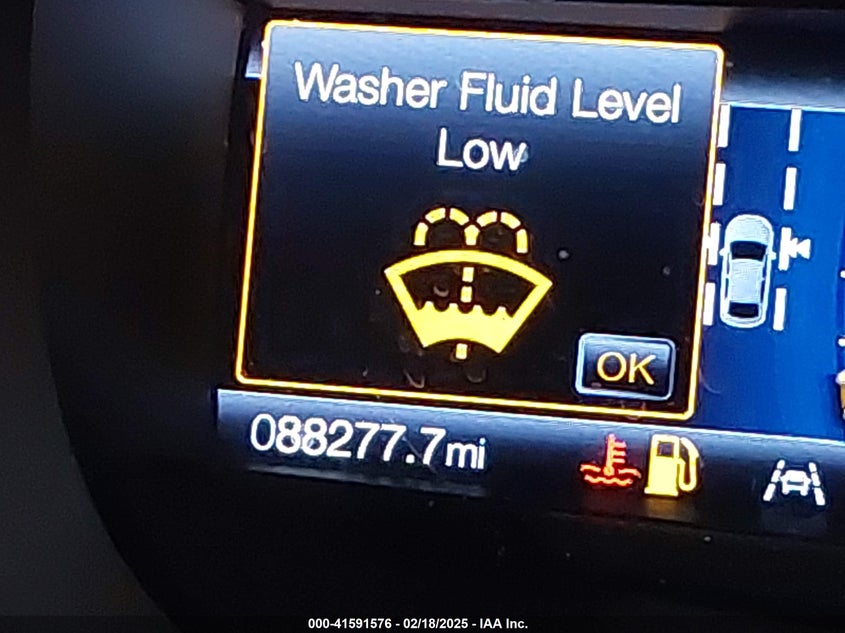 Washer Fluid Level
Low
OK
088277.7mi
000-41591576 - 02/18/2025 - IAA Inc.